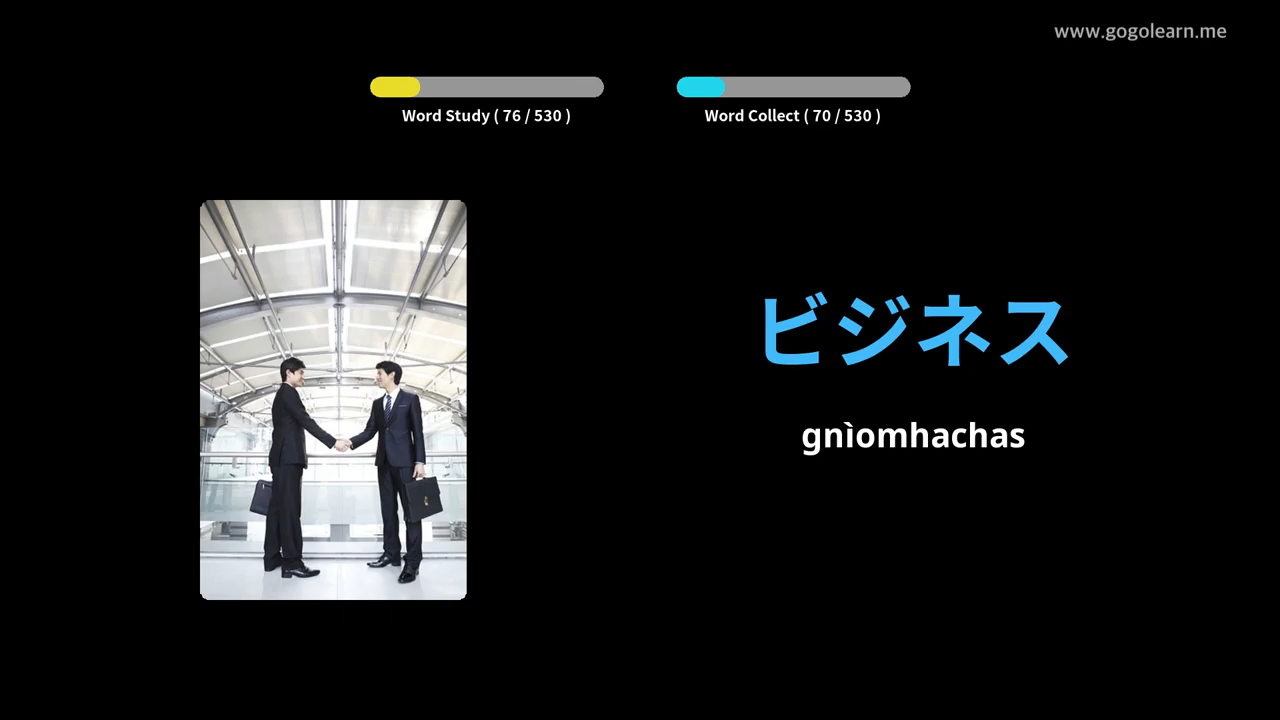 www.gogolearn.me
Word Study ( 76 / 530 )
Word Collect ( 70 / 530 )
ビジネス
gnìomhachas